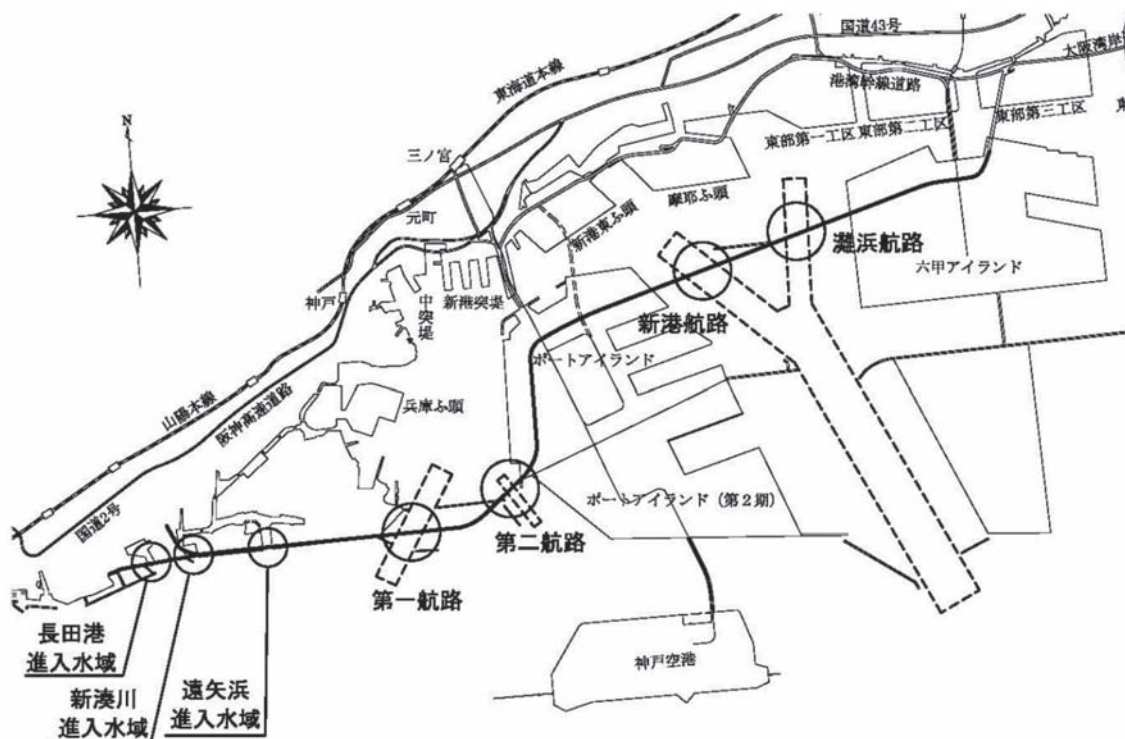 国道43号
大阪湾岸
東海道本線
港湾幹線道路
東部第三工区
東部第一工区
東部第二工区
東
N
三ノ宮
元町
摩耶ふ頭
新港東ふ頭
灘浜航路
六甲アイランド
神戸
中突堤
新港突堤
新港航路
ポートアイランド
山陽本線
阪神高速道路
兵庫ふ頭
国道2号
ポートアイランド(第2期)
第二航路
第一航路
長田港
進入水域
新湊川
進入水域
遠矢浜
進入水域
神戸空港